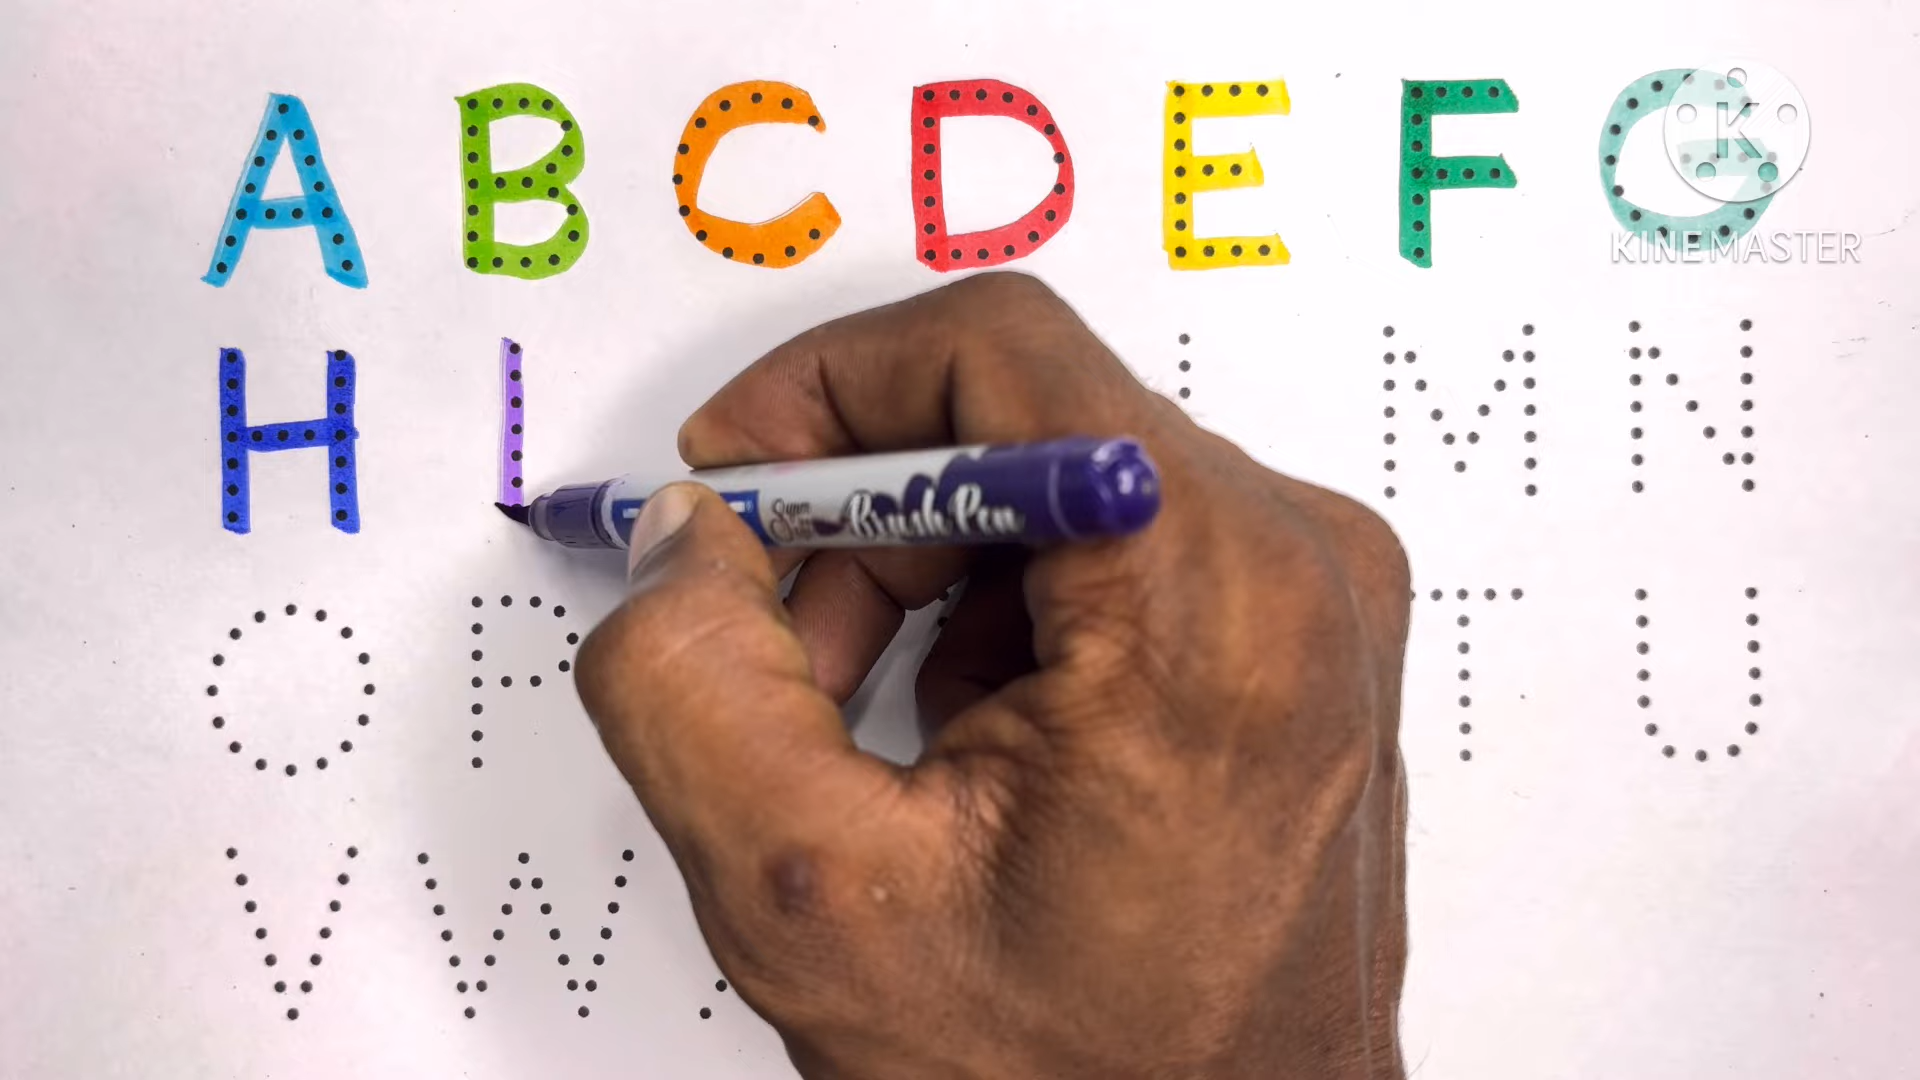 A B C D E F G
K
KINEMASTER
H I L M N
Brush Pen
O P T U
V W